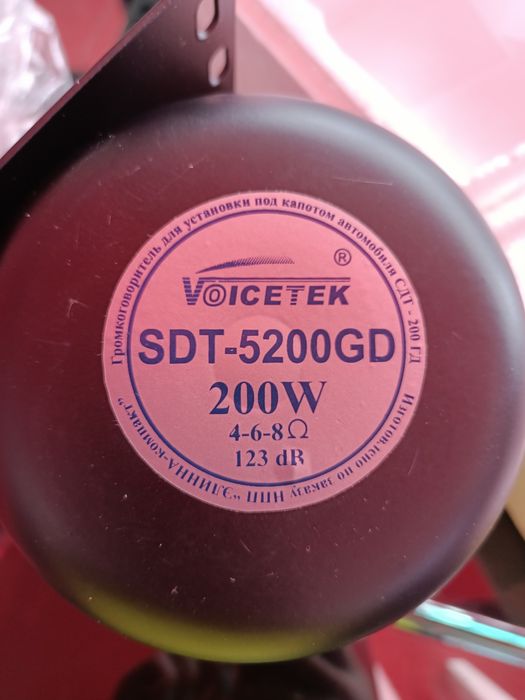 Громкоговоритель для установки под капотом автомобиля СДТ - 200 ГД
VOICETEK ®
SDT-5200GD
200W
4-6-8Ω
123 dB
Изготовлено по заказу НПП "ЭЛИННА-компакт"